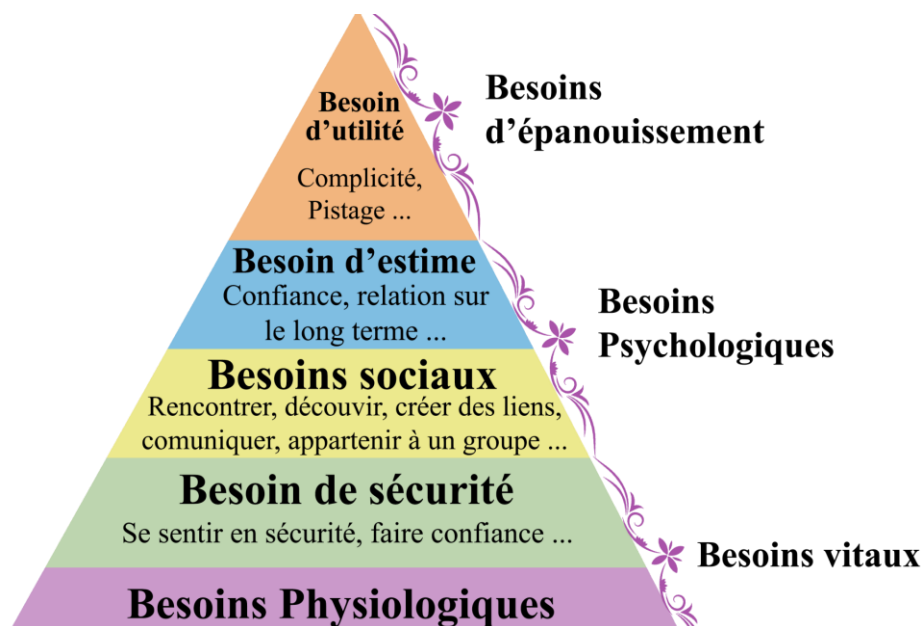 Besoin
d'utilité
Complicité,
Pistage ...
Besoins
d'épanouissement
Besoin d'estime
Confiance, relation sur
le long terme ...
Besoins
Psychologiques
Besoins sociaux
Rencontrer, découvir, créer des liens,
comuniquer, appartenir à un groupe ...
Besoin de sécurité
Se sentir en sécurité, faire confiance ...
Besoins vitaux
Besoins Physiologiques